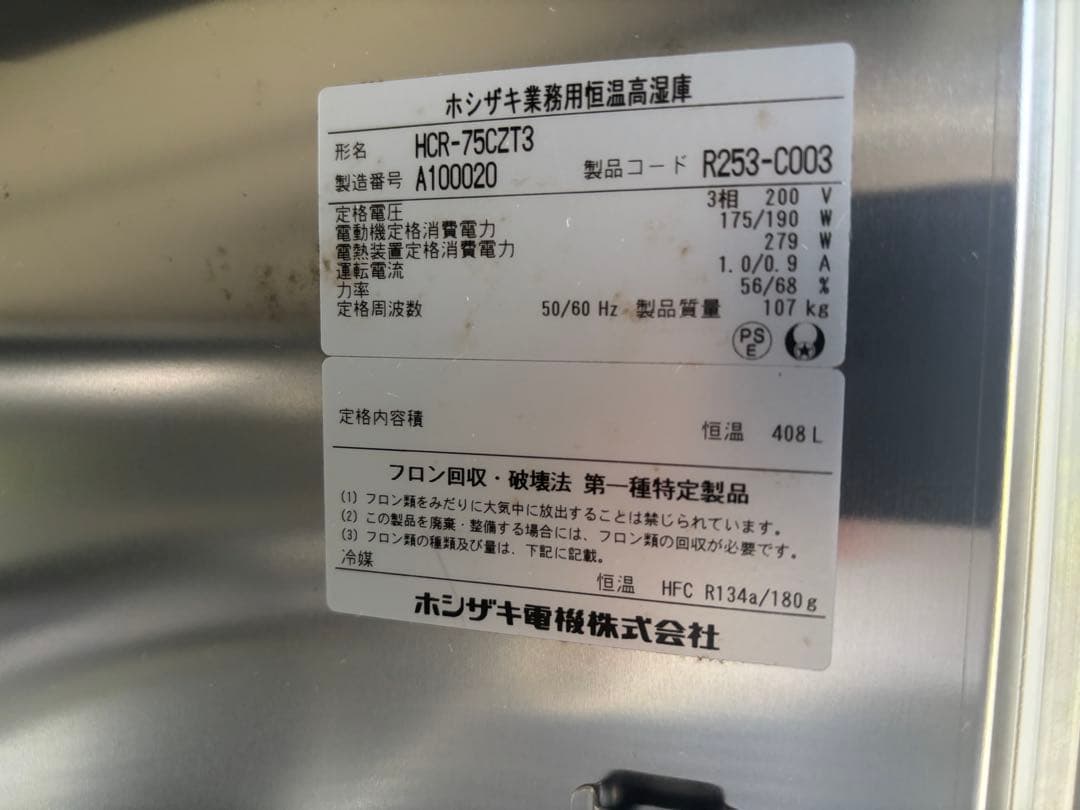 ホシザキ業務用恒温高湿庫
形名 HCR-75CZT3
製造番号 A100020 製品コード R253-C003
定格電圧 3相 200 V
電動機定格消費電力 175/190 W
電熱装置定格消費電力 279 W
運転電流 1.0/0.9 A
力率 56/68 %
定格周波数 50/60 Hz 製品質量 107 kg
PS
E
定格内容積 恒温 408 L
フロン回収・破壊法 第一種特定製品
(1) フロン類をみだりに大気中に放出することは禁じられています。
(2) この製品を廃棄・整備する場合には、フロン類の回収が必要です。
(3) フロン類の種類及び量は、下記に記載。
冷媒 恒温 HFC R134a/180g
ホシザキ電機株式会社